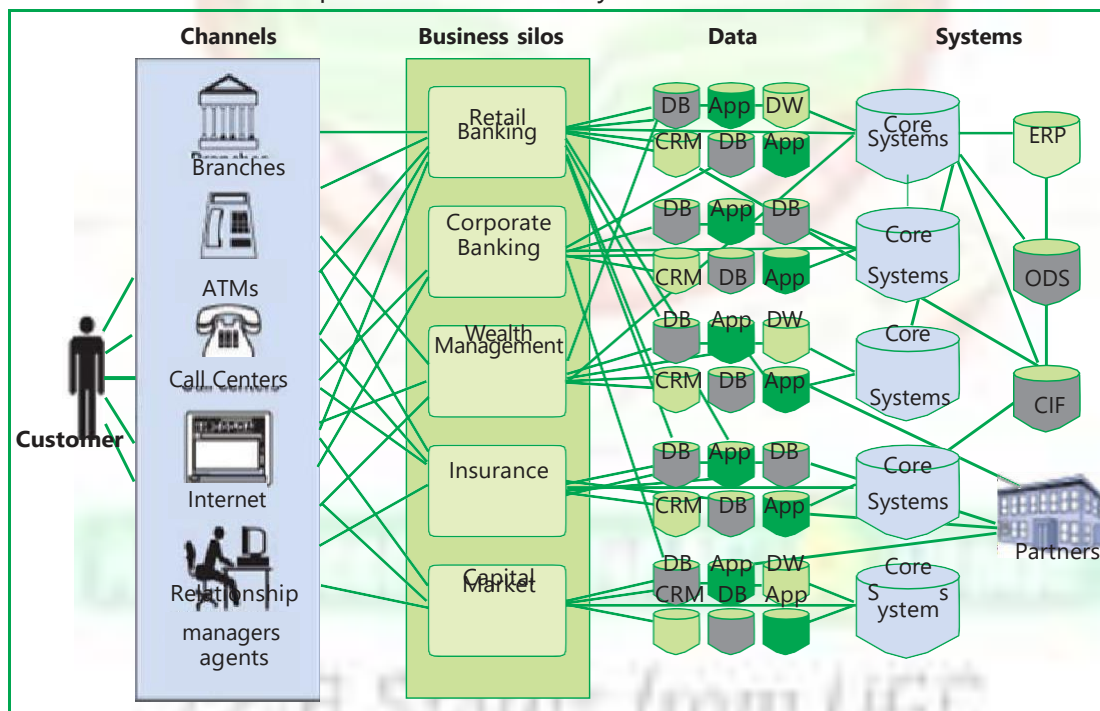 Channels Business silos Data Systems
Branches
ATMs
Call Centers
Customer
Internet
Relationship
managers
agents
Retail
Banking
Corporate
Banking
Wealth
Management
Insurance
Capital
Market
DB App DW
CRM DB App
DB App DB
CRM DB App
DB App DW
CRM DB App
DB App DB
CRM DB App
DB App DW
CRM DB App
Core
Systems
Core
Systems
Core
Systems
Core
Systems
Core
Systems
ERP
ODS
CIF
Partners